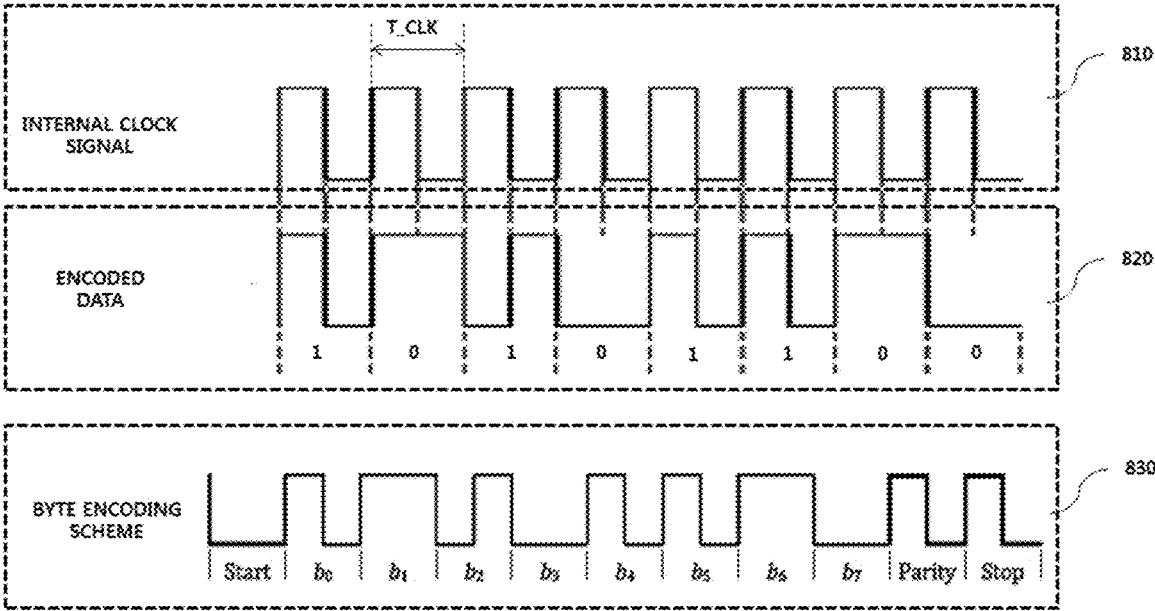 T_CLK
810
INTERNAL CLOCK
SIGNAL
820
ENCODED
DATA
1 0 1 0 1 1 0 0
830
BYTE ENCODING
SCHEME
Start b₀ b₁ b₂ b₃ b₄ b₅ b₆ b₇ Parity Stop